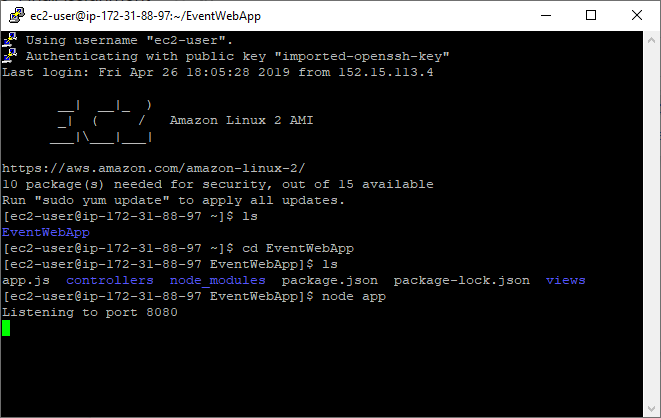 ec2-user@ip-172-31-88-97:~/EventWebApp
Using username "ec2-user".
Authenticating with public key "imported-openssh-key"
Last login: Fri Apr 26 18:05:28 2019 from 152.15.113.4
       __|  __|_  )
       _|  (     /   Amazon Linux 2 AMI
      ___|\___|___|
https://aws.amazon.com/amazon-linux-2/
10 package(s) needed for security, out of 15 available
Run "sudo yum update" to apply all updates.
[ec2-user@ip-172-31-88-97 ~]$ ls
EventWebApp
[ec2-user@ip-172-31-88-97 ~]$ cd EventWebApp
[ec2-user@ip-172-31-88-97 EventWebApp]$ ls
app.js  controllers  node_modules  package.json  package-lock.json  views
[ec2-user@ip-172-31-88-97 EventWebApp]$ node app
Listening to port 8080